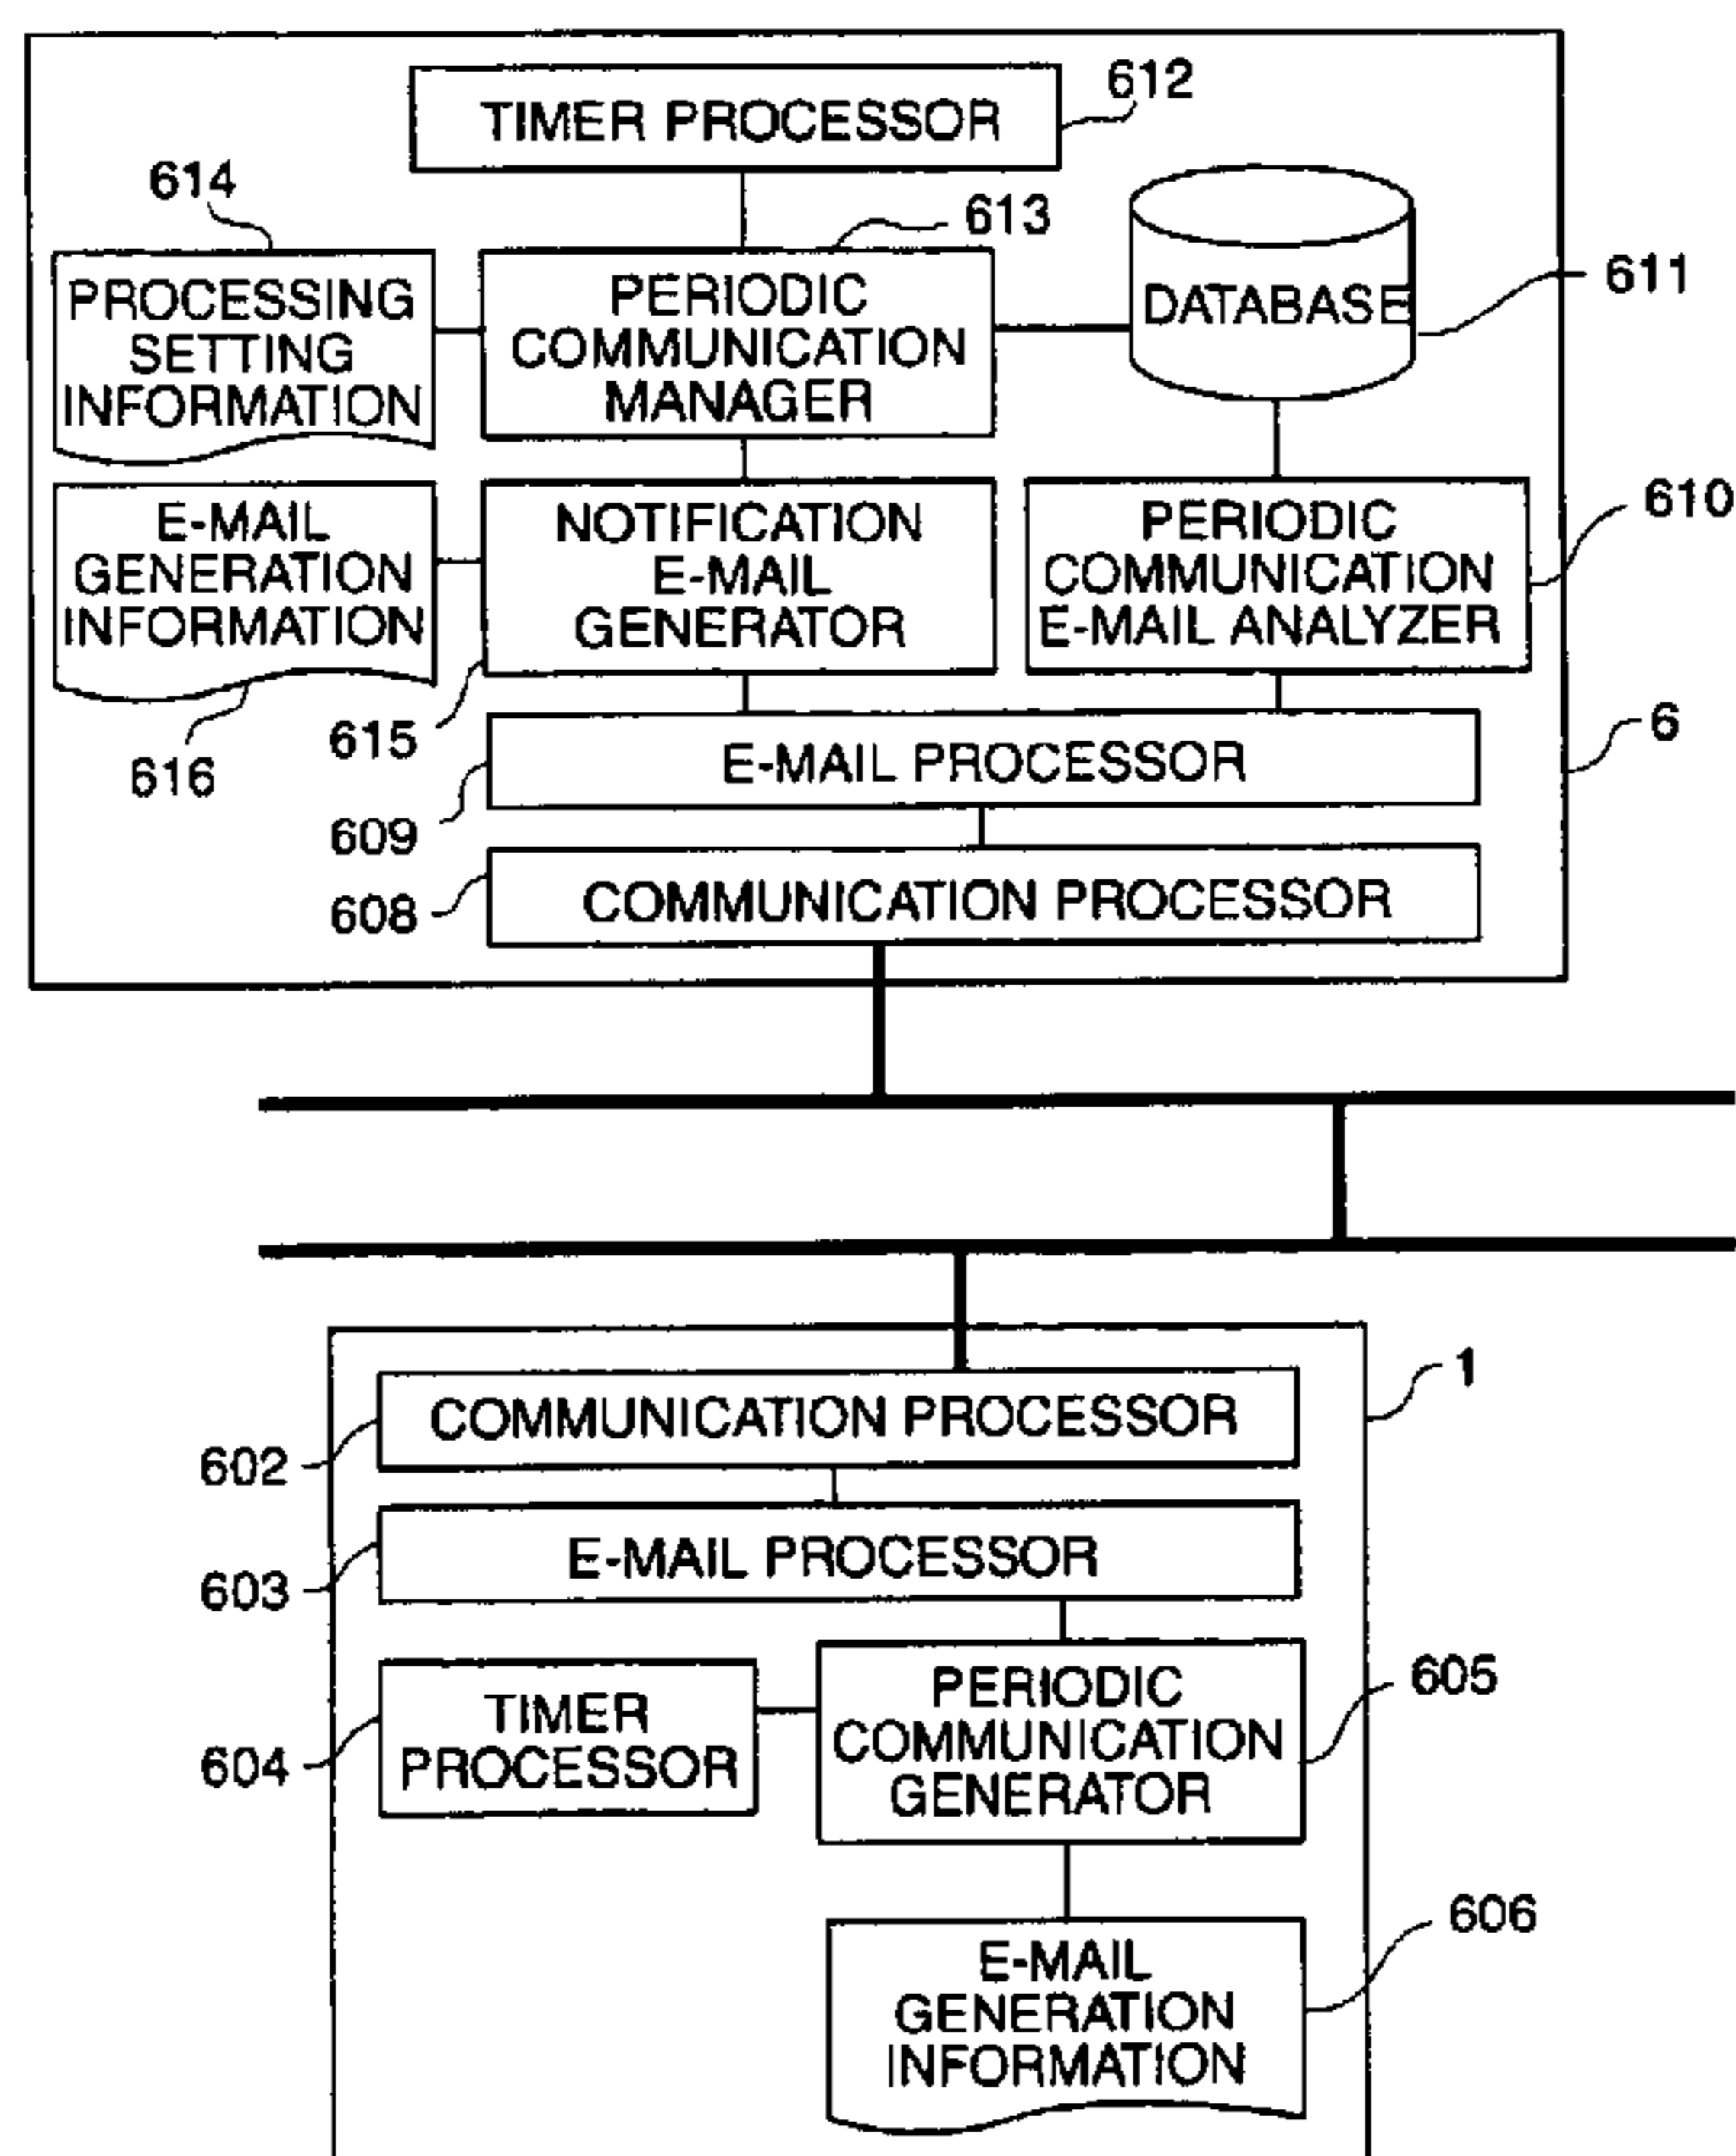 612
TIMER PROCESSOR
614
613
PROCESSING
SETTING
INFORMATION
PERIODIC
COMMUNICATION
MANAGER
DATABASE
611
E-MAIL
GENERATION
INFORMATION
NOTIFICATION
E-MAIL
GENERATOR
PERIODIC
COMMUNICATION
E-MAIL ANALYZER
610
616
615
E-MAIL PROCESSOR
6
609
608
COMMUNICATION PROCESSOR
1
COMMUNICATION PROCESSOR
602
E-MAIL PROCESSOR
603
TIMER
PROCESSOR
604
PERIODIC
COMMUNICATION
GENERATOR
605
E-MAIL
GENERATION
INFORMATION
606